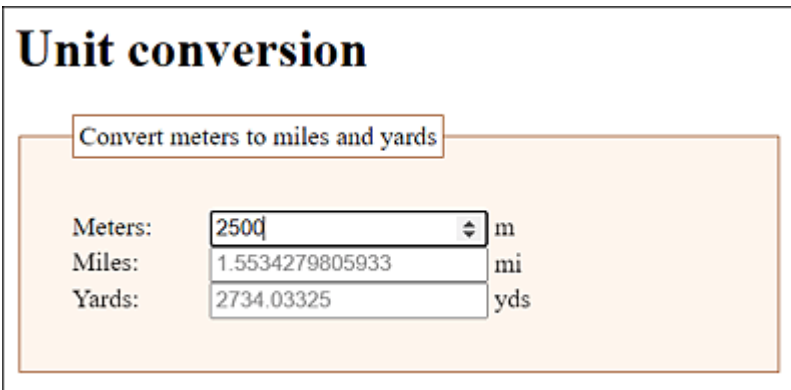 Unit conversion
Convert meters to miles and yards
Meters: 2500 m
Miles: 1.5534279805933 mi
Yards: 2734.03325 yds